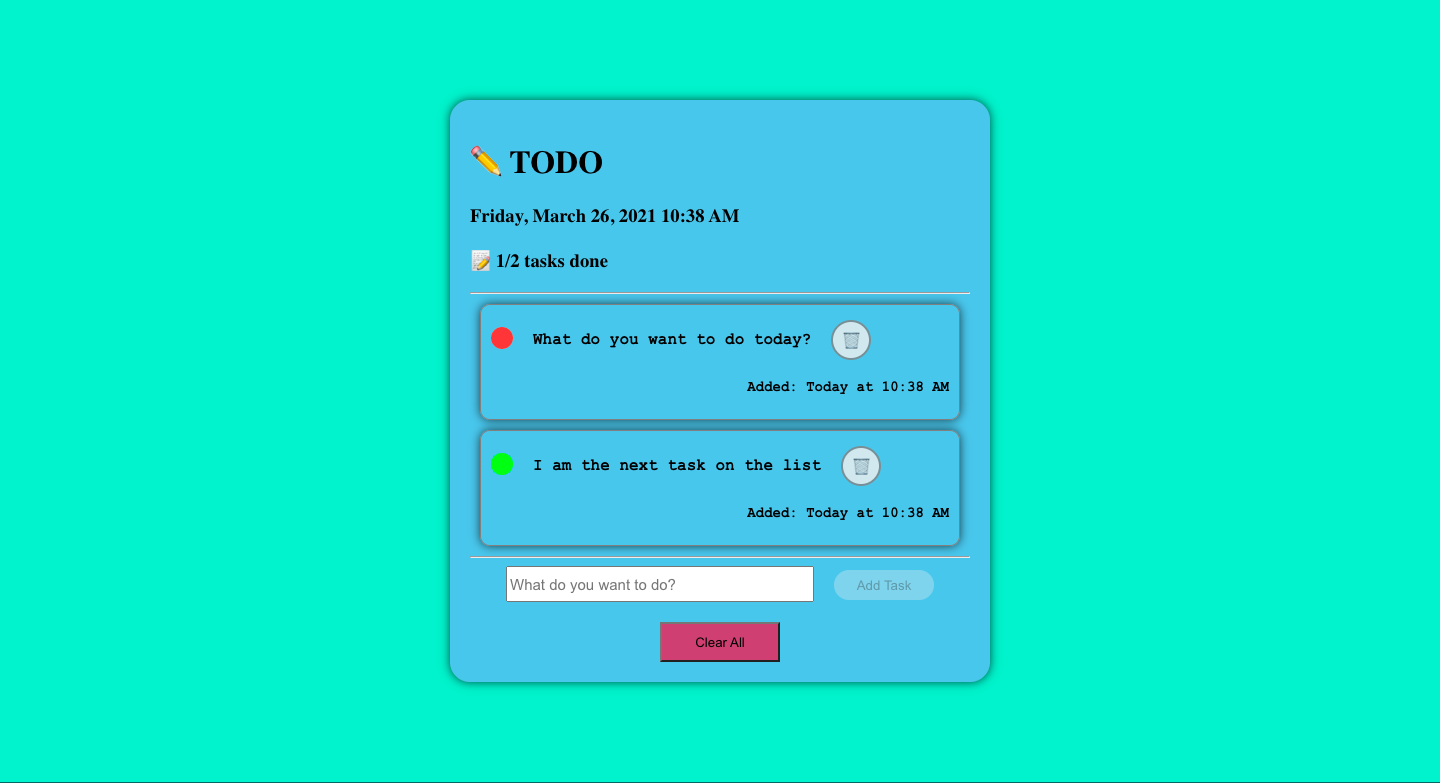 ✏️ TODO
Friday, March 26, 2021 10:38 AM
📝 1/2 tasks done
What do you want to do today?
Added: Today at 10:38 AM
I am the next task on the list
Added: Today at 10:38 AM
What do you want to do? Add Task
Clear All